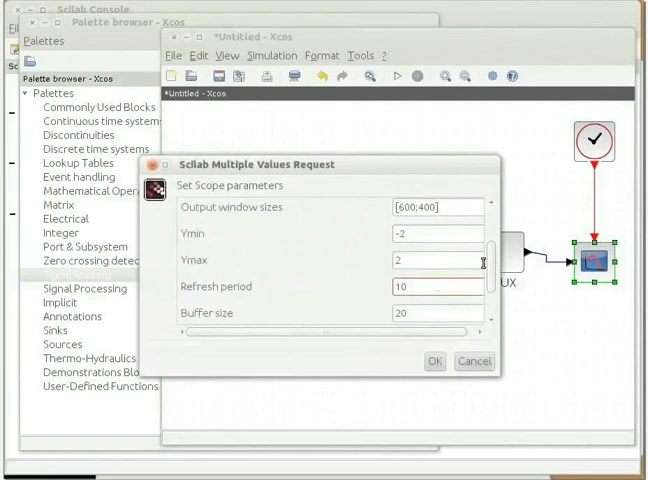 Scilab Console
Palette browser - Xcos
*Untitled - Xcos
Palettes
File Edit View Simulation Format Tools ?
Palette browser - Xcos
*Untitled - Xcos
Palettes
Commonly Used Blocks
Continuous time systems
Discontinuities
Discrete time systems
Lookup Tables
Event handling
Mathematical Oper
Matrix
Electrical
Integer
Port & Subsystem
Zero crossing detec
Signal Routing
Signal Processing
Implicit
Annotations
Sinks
Sources
Thermo-Hydraulics
Demonstrations Blo
User-Defined Functions
Scilab Multiple Values Request
Set Scope parameters
Output window sizes [600;400]
Ymin -2
Ymax 2
Refresh period 10
Buffer size 20
OK Cancel
UX